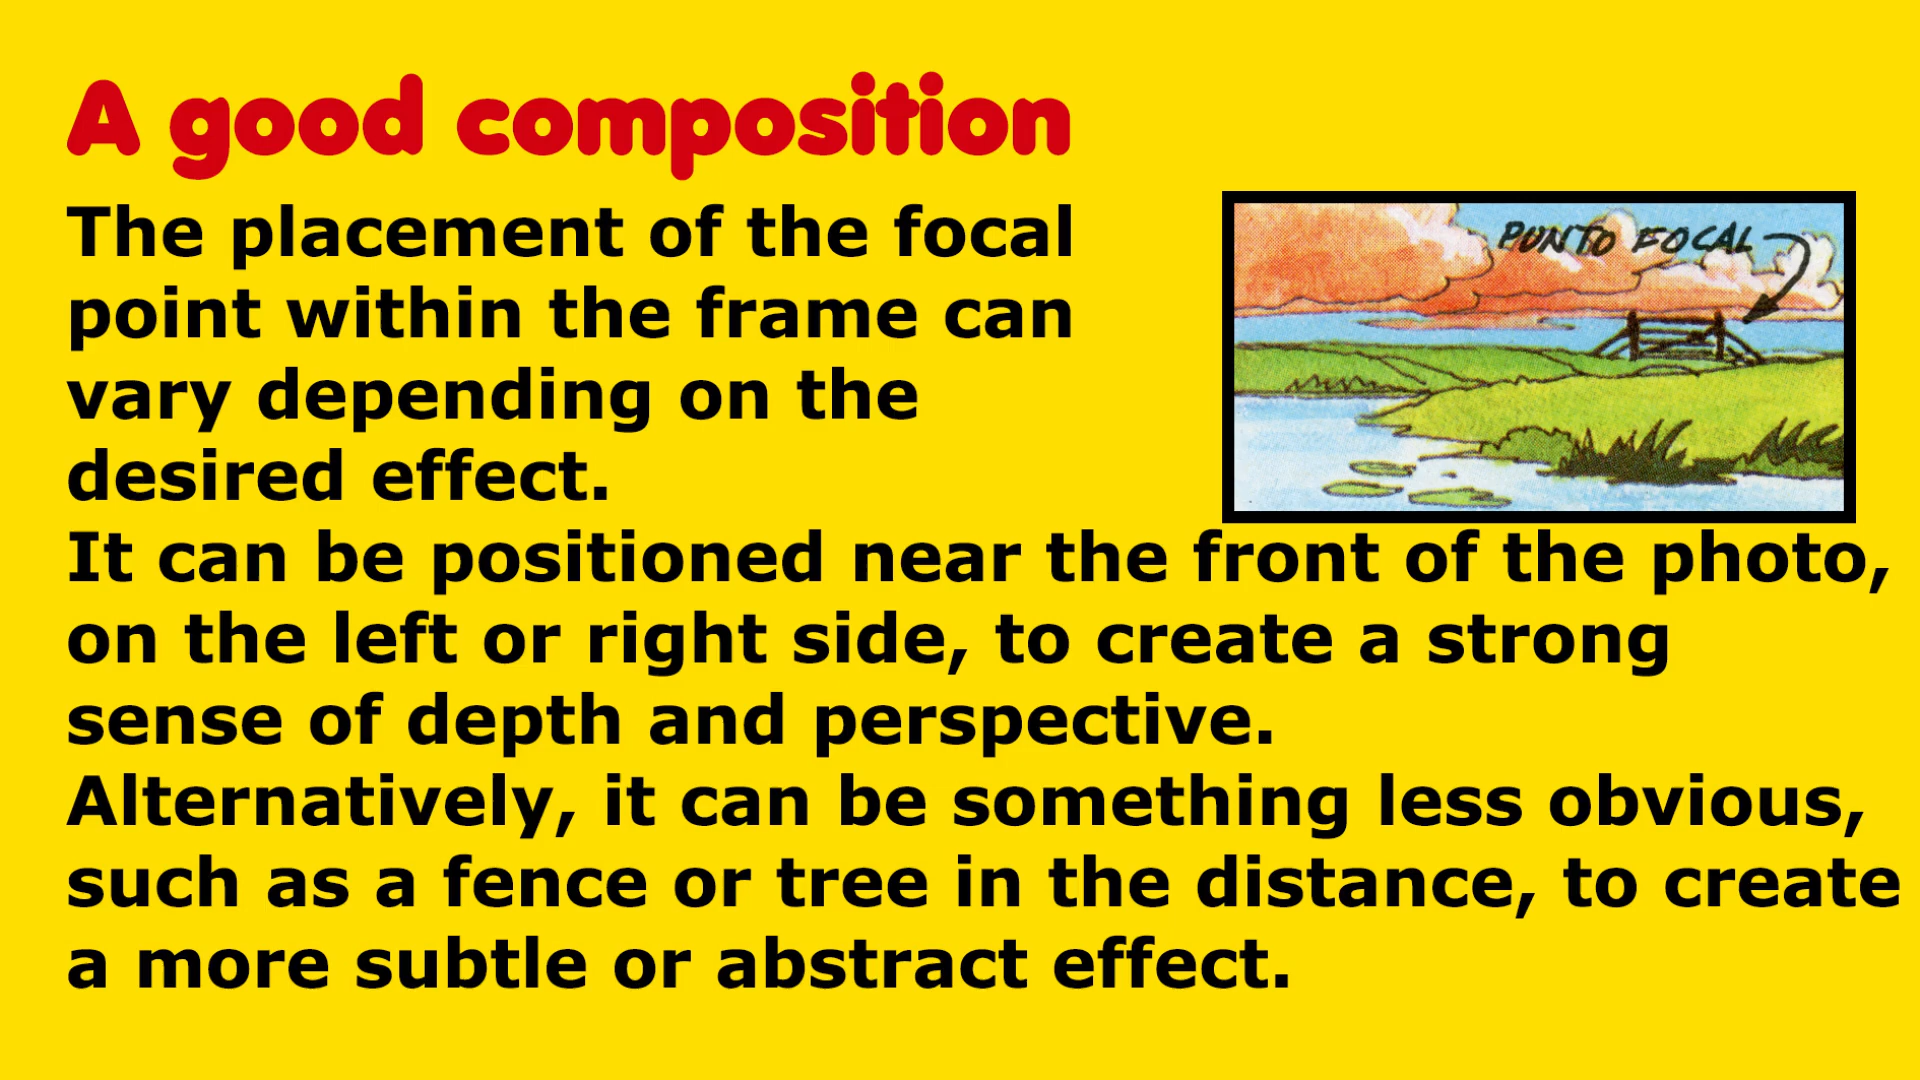 A good composition
The placement of the focal
point within the frame can
vary depending on the
desired effect.
PUNTO FOCAL
It can be positioned near the front of the photo,
on the left or right side, to create a strong
sense of depth and perspective.
Alternatively, it can be something less obvious,
such as a fence or tree in the distance, to create
a more subtle or abstract effect.